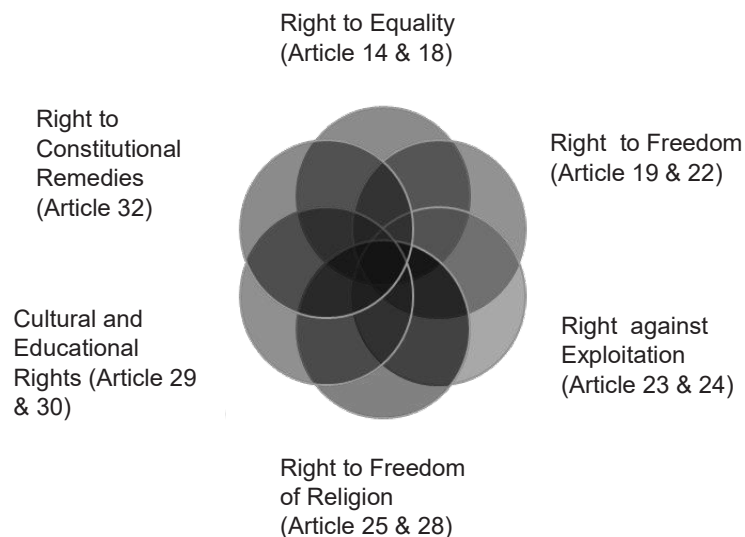 Right to Equality
(Article 14 & 18)
Right to Freedom
(Article 19 & 22)
Right against
Exploitation
(Article 23 & 24)
Right to Freedom
of Religion
(Article 25 & 28)
Cultural and
Educational
Rights (Article 29
& 30)
Right to
Constitutional
Remedies
(Article 32)